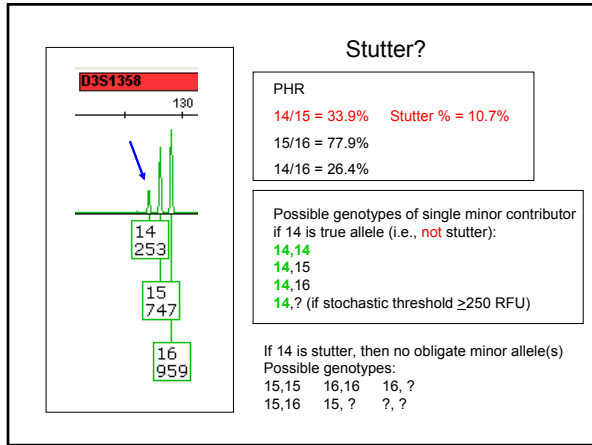 Stutter?
D3S1358
130
14
253
15
747
16
959
PHR
14/15 = 33.9% Stutter % = 10.7%
15/16 = 77.9%
14/16 = 26.4%
Possible genotypes of single minor contributor
if 14 is true allele (i.e., not stutter):
14,14
14,15
14,16
14,? (if stochastic threshold ≥250 RFU)
If 14 is stutter, then no obligate minor allele(s)
Possible genotypes:
15,15 16,16 16, ?
15,16 15, ? ?, ?